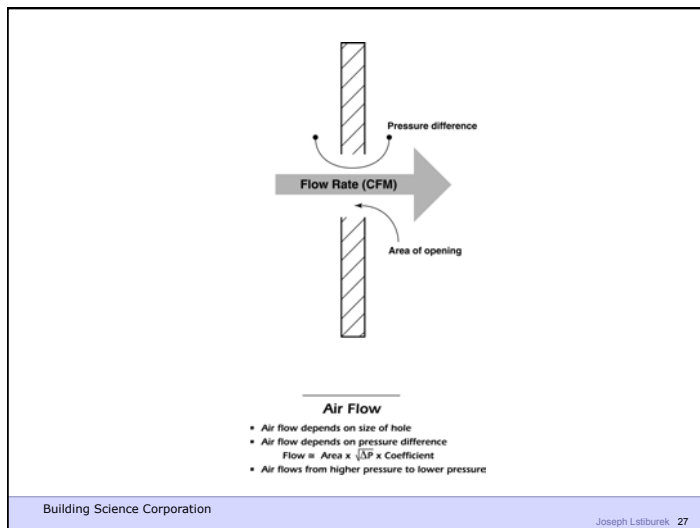 Pressure difference
Flow Rate (CFM)
Area of opening
Air Flow
▪ Air flow depends on size of hole
▪ Air flow depends on pressure difference
Flow = Area x √ΔP x Coefficient
▪ Air flows from higher pressure to lower pressure
Building Science Corporation
Joseph Lstiburek 27